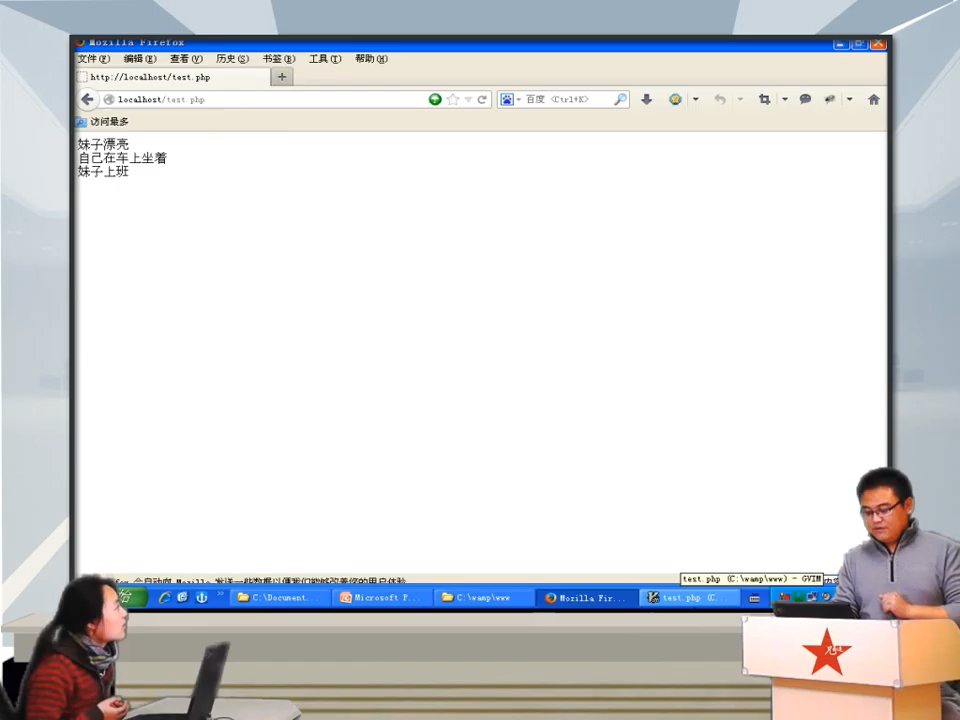 Mozilla Firefox
文件(F) 编辑(E) 查看(V) 历史(S) 书签(B) 工具(T) 帮助(H)
http://localhost/test.php
localhost/test.php 百度 <Ctrl+K>
访问最多
妹子漂亮
自己在车上坐着
妹子上班
test.php (C:\wamp\www) - GVIM
C:\Document... Microsoft P... C:\wamp\www Mozilla Fir... test.php (C...